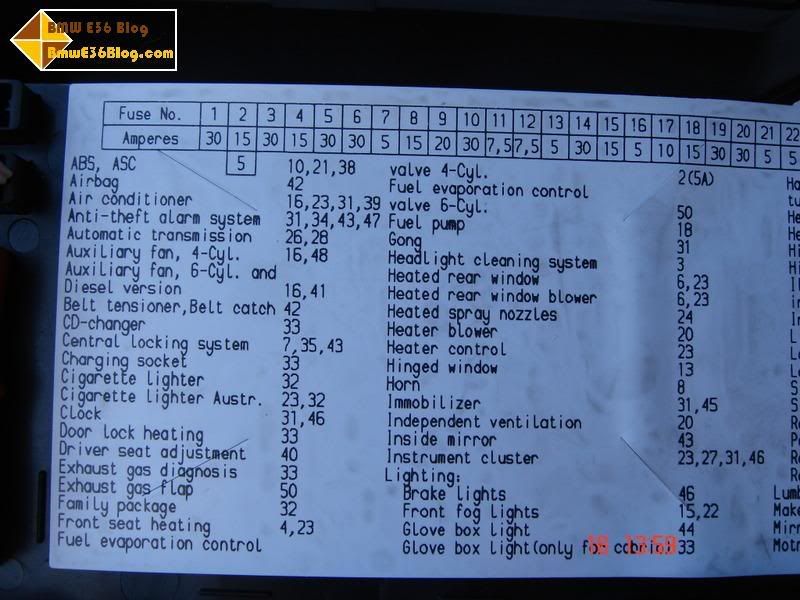 BMW E36 Blog
BmwE36Blog.com
Fuse No. 1 2 3 4 5 6 7 8 9 10 11 12 13 14 15 16 17 18 19 20 21 22
Amperes 30 15 30 15 30 30 5 15 20 30 7,5 7,5 5 30 15 5 10 15 30 30 5 5
5
ABS, ASC 10,21,38
Airbag 42
Air conditioner 16,23,31,39
Anti-theft alarm system 31,34,43,47
Automatic transmission 26,28
Auxiliary fan, 4-Cyl. 16,48
Auxiliary fan, 6-Cyl. and
Diesel version 16,41
Belt tensioner,Belt catch 42
CD-changer 33
Central locking system 7,35,43
Charging socket 33
Cigarette lighter 32
Cigarette lighter Austr. 23,32
Clock 31,46
Door lock heating 33
Driver seat adjustment 40
Exhaust gas diagnosis 33
Exhaust gas flap 50
Family package 32
Front seat heating 4,23
Fuel evaporation control
valve 4-Cyl. 2(5A)
Fuel evaporation control
valve 6-Cyl. 50
Fuel pump 18
Gong 31
Headlight cleaning system 3
Heated rear window 6,23
Heated rear window blower 6,23
Heated spray nozzles 24
Heater blower 20
Heater control 23
Hinged window 13
Horn 8
Immobilizer 31,45
Independent ventilation 20
Inside mirror 43
Instrument cluster 23,27,31,46
Lighting:
Brake lights 46
Front fog lights 15,22
Glove box light 44
Glove box light(only for cabrio) 33
Ha
tu
He
Lumb
Make
Mirr